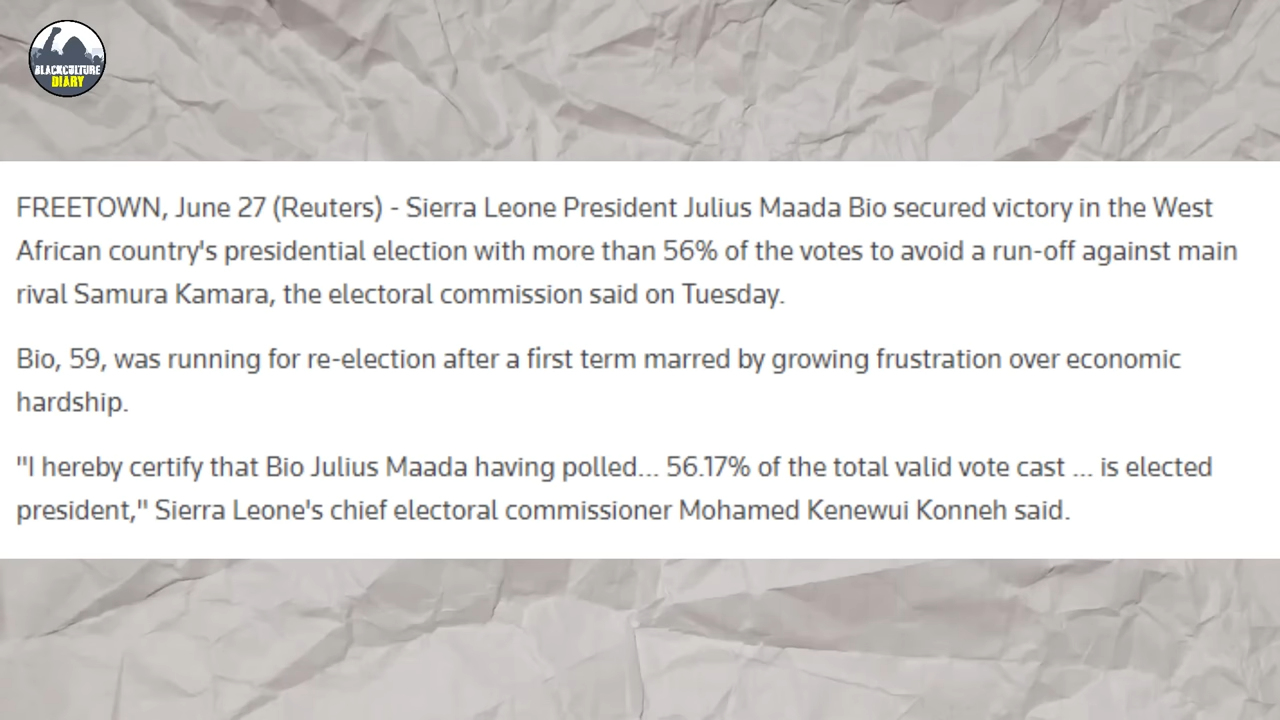 BLACKCULTURE
DIARY
FREETOWN, June 27 (Reuters) - Sierra Leone President Julius Maada Bio secured victory in the West
African country's presidential election with more than 56% of the votes to avoid a run-off against main
rival Samura Kamara, the electoral commission said on Tuesday.
Bio, 59, was running for re-election after a first term marred by growing frustration over economic
hardship.
"I hereby certify that Bio Julius Maada having polled... 56.17% of the total valid vote cast ... is elected
president," Sierra Leone's chief electoral commissioner Mohamed Kenewui Konneh said.